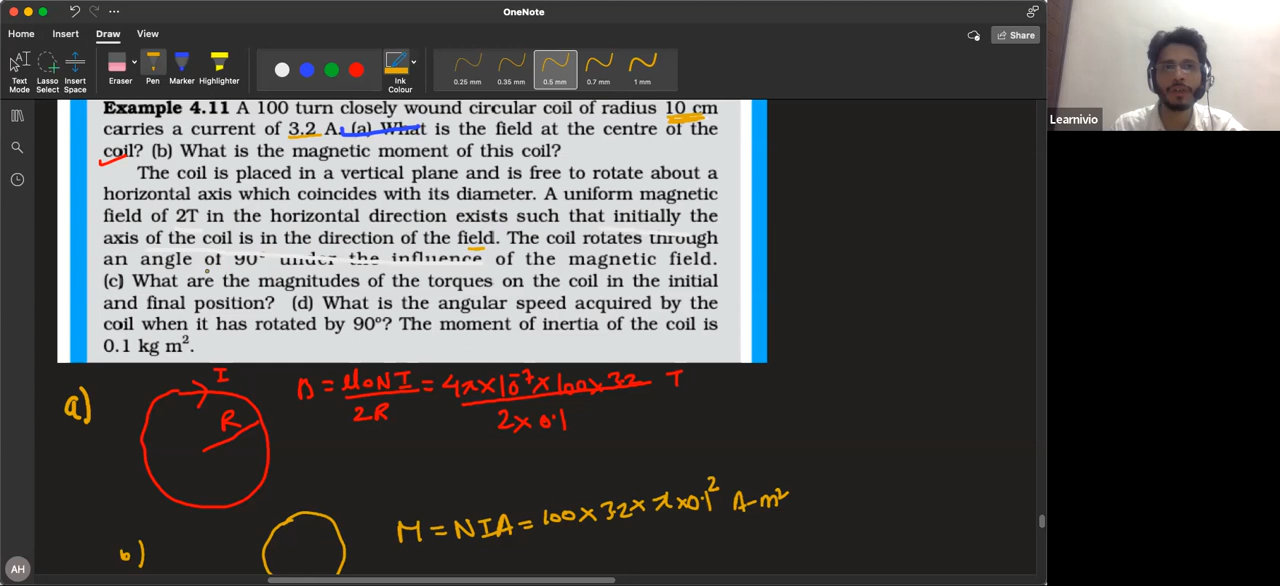 OneNote
Home Insert Draw View
Share
Text Mode
Lasso Select
Insert Space
Eraser
Pen
Marker
Highlighter
Ink Colour
0.25 mm
0.35 mm
0.5 mm
0.7 mm
1 mm
Learnivio
Example 4.11 A 100 turn closely wound circular coil of radius 10 cm
carries a current of 3.2 A. (a) What is the field at the centre of the
coil? (b) What is the magnetic moment of this coil?
The coil is placed in a vertical plane and is free to rotate about a
horizontal axis which coincides with its diameter. A uniform magnetic
field of 2T in the horizontal direction exists such that initially the
axis of the coil is in the direction of the field. The coil rotates through
an angle of 90° under the influence of the magnetic field.
(c) What are the magnitudes of the torques on the coil in the initial
and final position? (d) What is the angular speed acquired by the
coil when it has rotated by 90°? The moment of inertia of the coil is
0.1 kg m².
a)
I
R
B = μ0NI/2R = 4π×10⁻⁷×100×3.2/2×0.1 T
b)
M = NIA = 100×3.2×π×0.1² A-m²
AH